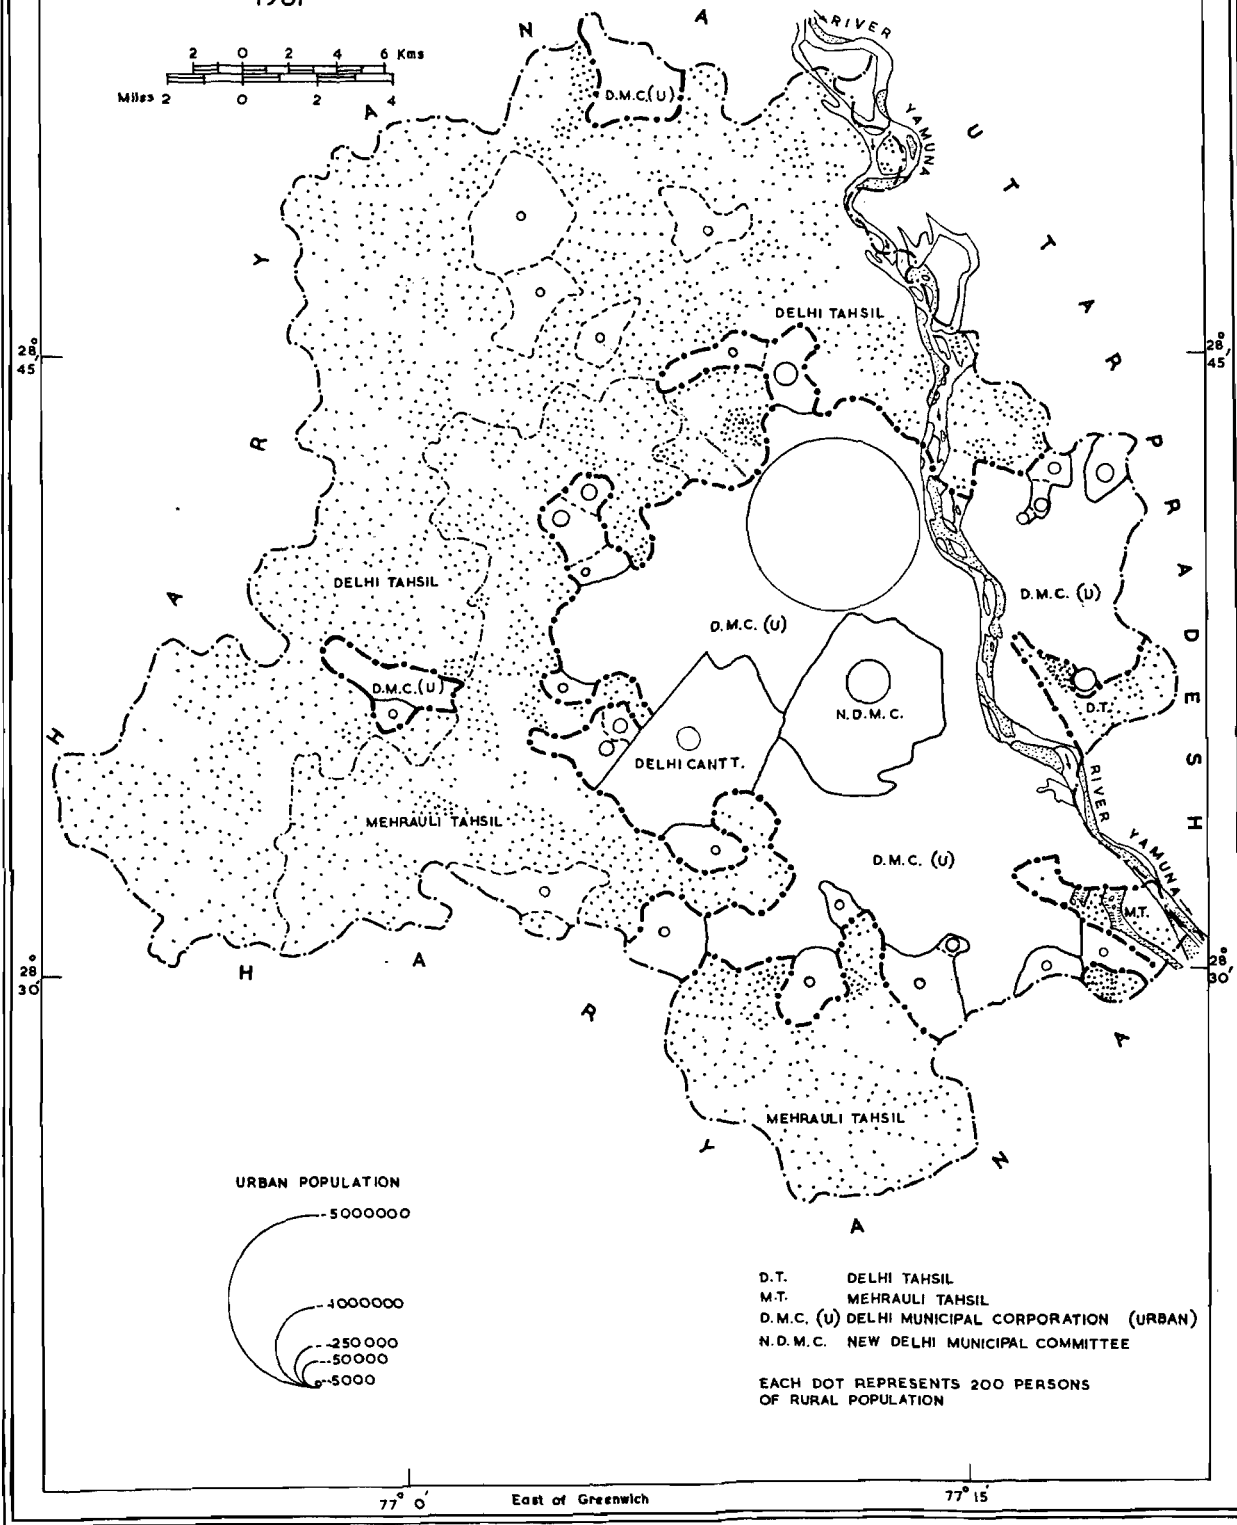 2 0 2 4 6 Kms
Miles 2 0 2 4
H A R Y A N A
RIVER
YAMUNA
UTTAR PRADESH
D.M.C.(U)
DELHI TAHSIL
28° 45'
28° 45'
DELHI TAHSIL
D.M.C. (U)
D.M.C. (U)
D.M.C.(U)
N.D.M.C.
D.T.
DELHI CANTT.
RIVER
YAMUNA
MEHRAULI TAHSIL
D.M.C. (U)
M.T.
28° 30'
28° 30'
H A R Y A N A
MEHRAULI TAHSIL
URBAN POPULATION
5000000
1000000
250000
50000
5000
D.T. DELHI TAHSIL
M.T. MEHRAULI TAHSIL
D.M.C. (U) DELHI MUNICIPAL CORPORATION (URBAN)
N.D.M.C. NEW DELHI MUNICIPAL COMMITTEE
EACH DOT REPRESENTS 200 PERSONS
OF RURAL POPULATION
77° 0' East of Greenwich 77° 15'